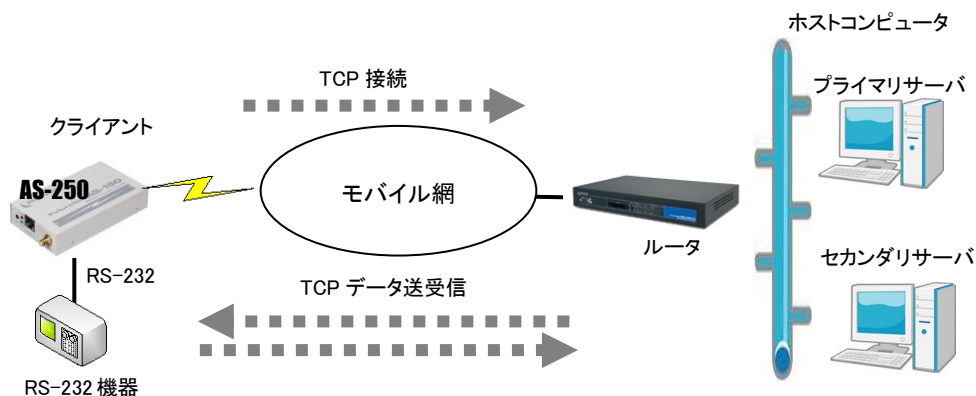 ホストコンピュータ
TCP 接続
プライマリサーバ
クライアント
AS-250
モバイル網
ルータ
RS-232
TCP データ送受信
セカンダリサーバ
RS-232 機器